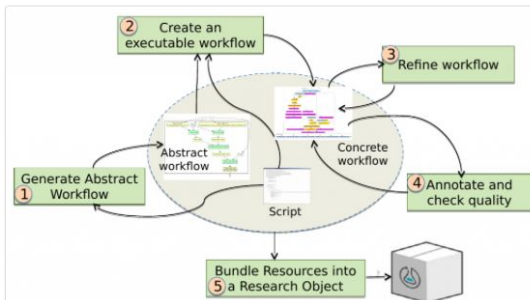 2
Create an
executable workflow
3
Refine workflow
Abstract
workflow
Concrete
workflow
Generate Abstract
1 Workflow
Script
4
Annotate and
check quality
Bundle Resources into
5 a Research Object